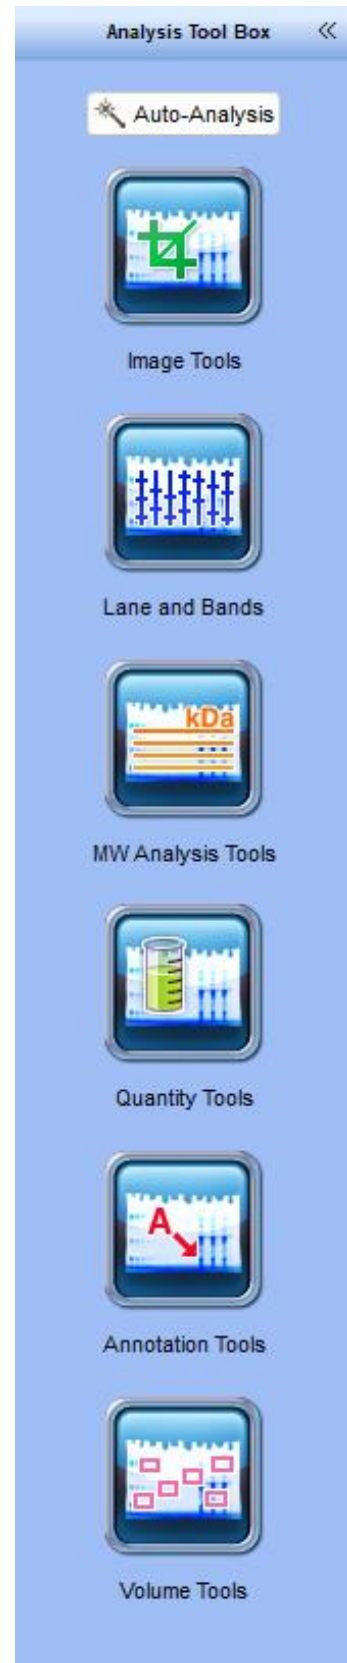 Analysis Tool Box
Auto-Analysis
Image Tools
Lane and Bands
kDa
MW Analysis Tools
Quantity Tools
A
Annotation Tools
Volume Tools